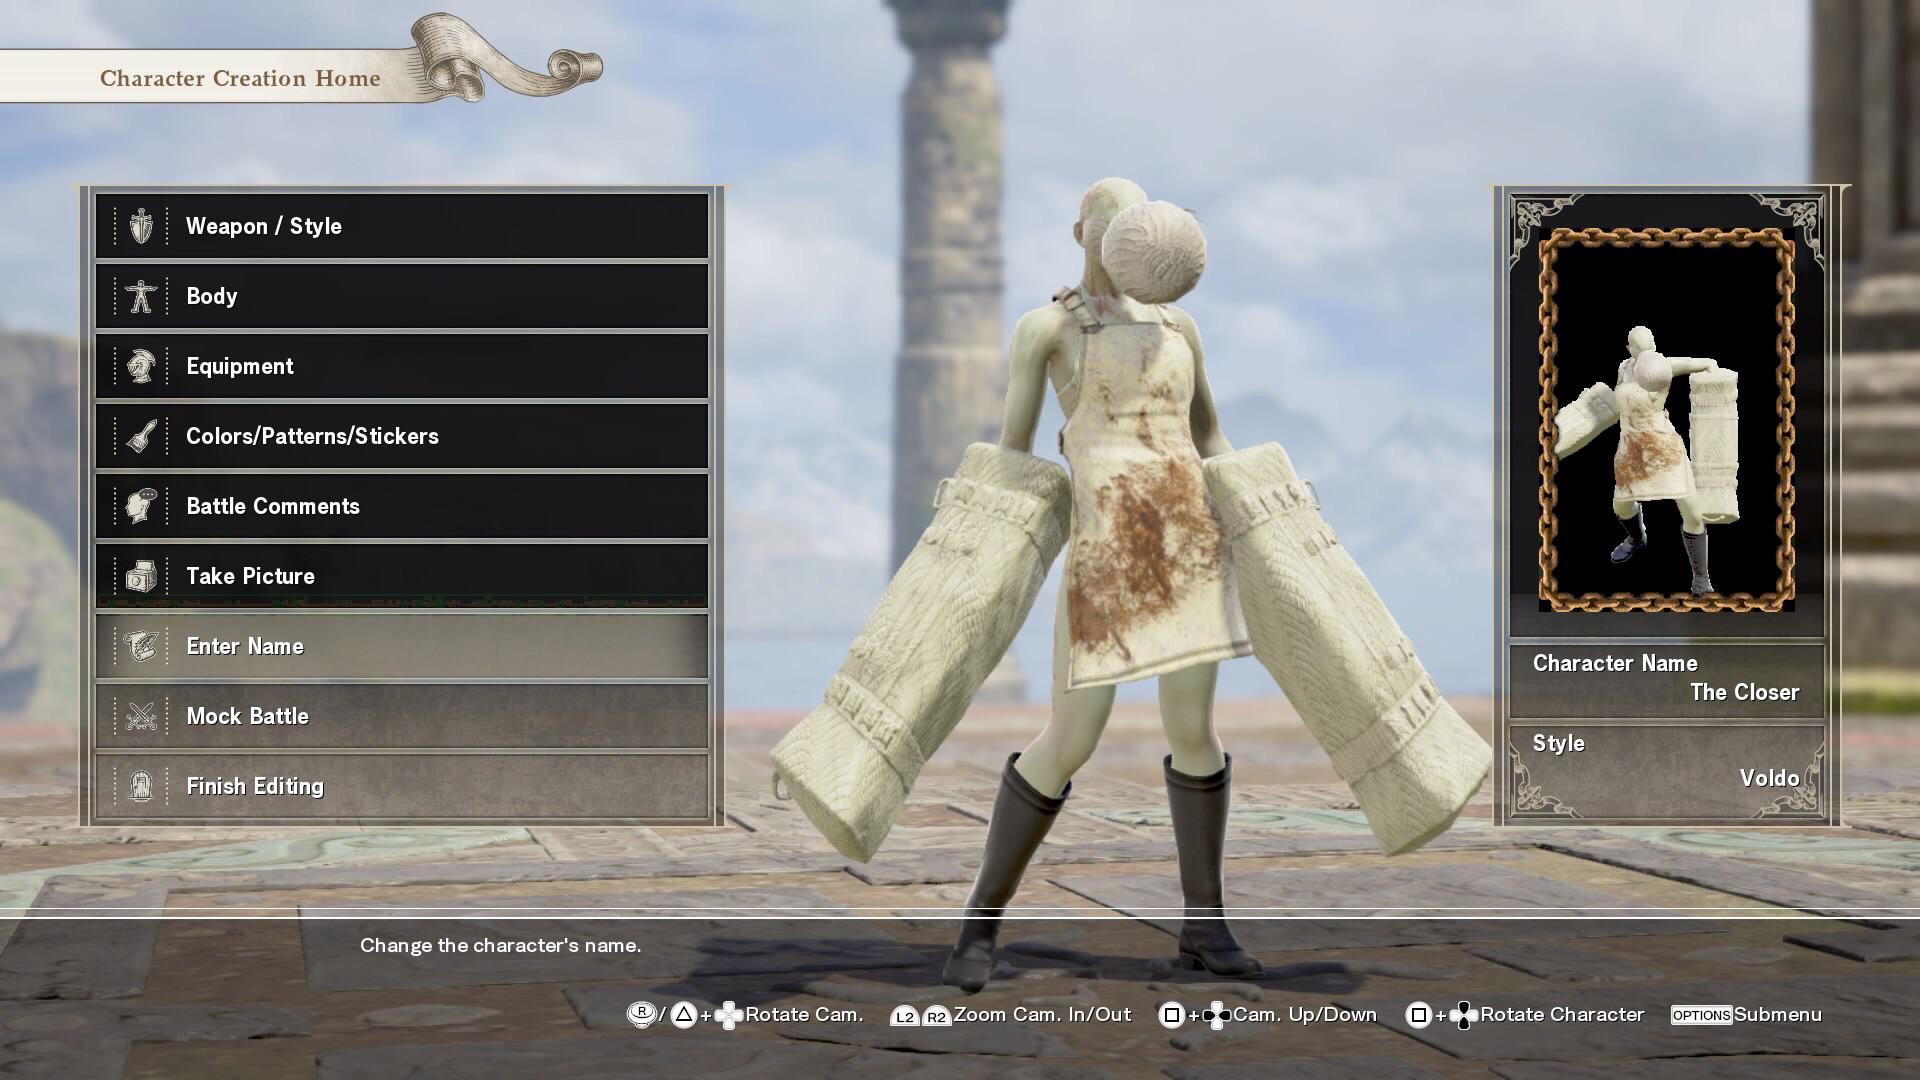 Character Creation Home
Weapon / Style
Body
Equipment
Colors/Patterns/Stickers
Battle Comments
Take Picture
Enter Name
Mock Battle
Finish Editing
Character Name
The Closer
Style
Voldo
Change the character's name.
R / + Rotate Cam. L2 R2 Zoom Cam. In/Out + Cam. Up/Down + Rotate Character OPTIONS Submenu